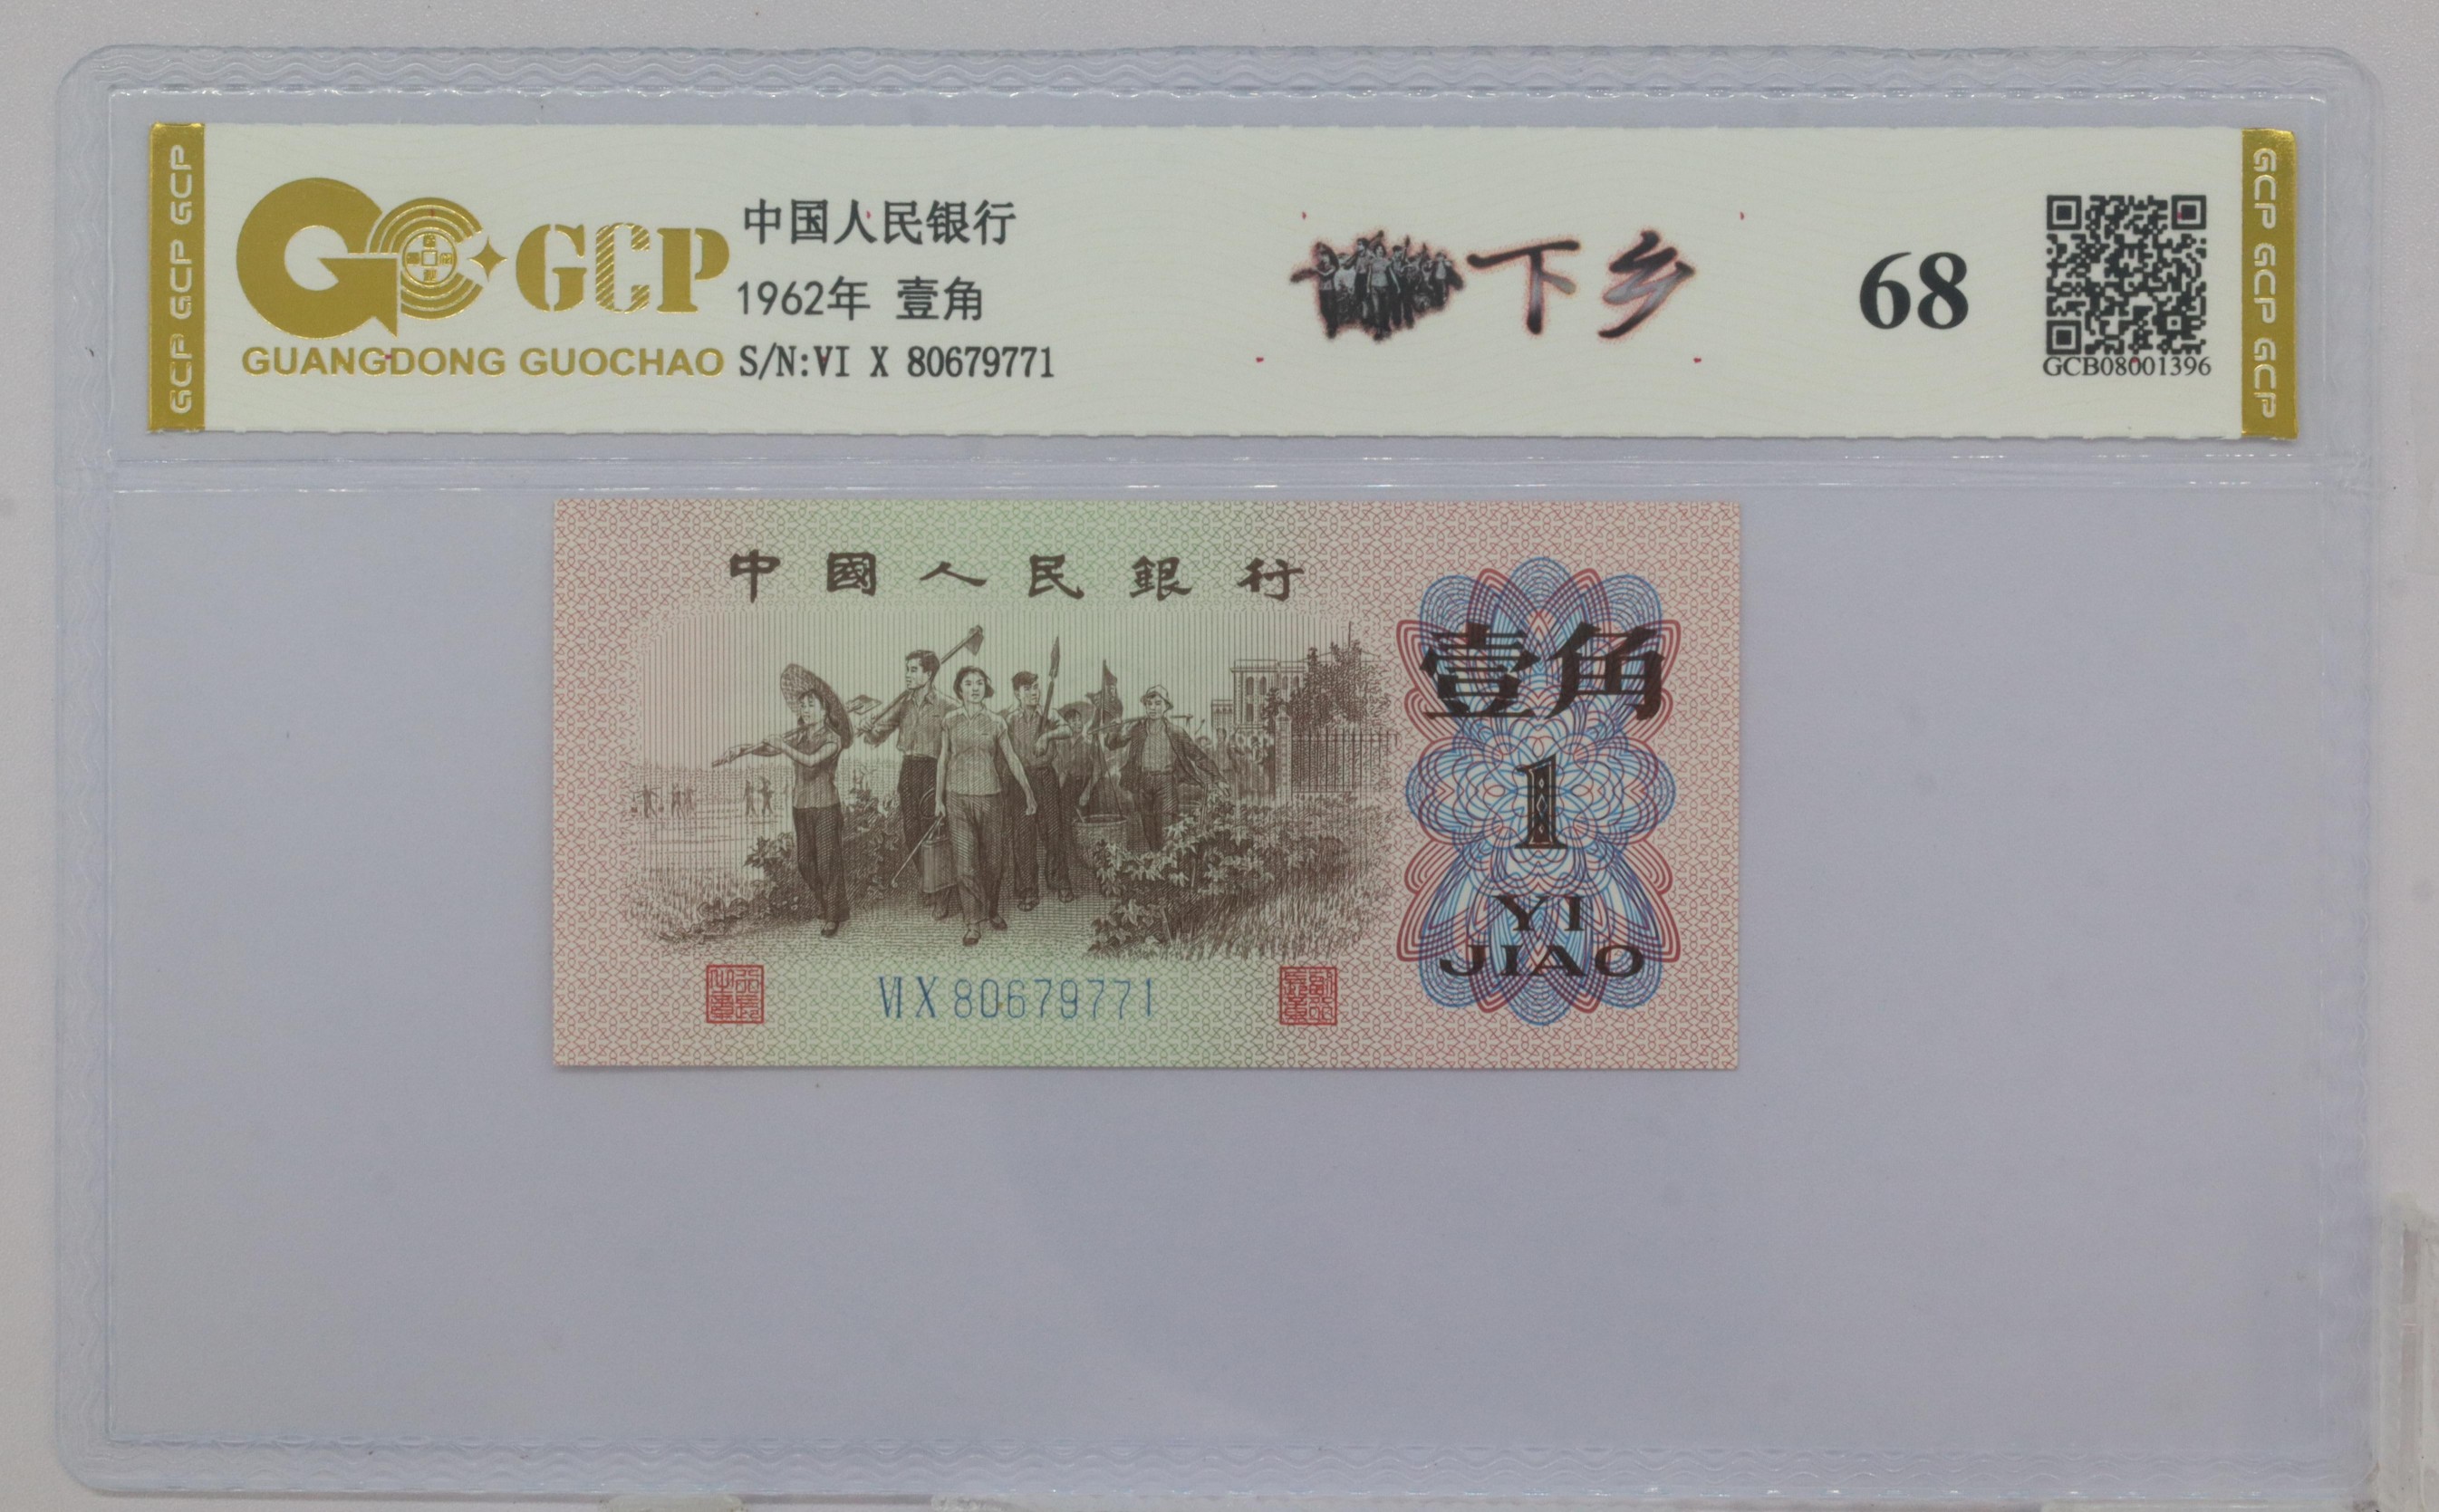 GCP GCP GCP
GCP
GUANGDONG GUOCHAO
中国人民银行
1962年 壹角
S/N:VI X 80679771
下乡
68
GCB08001396
GCP GCP GCP GCP
中國人民銀行
壹角
1
YI
JIAO
VI X 80679771